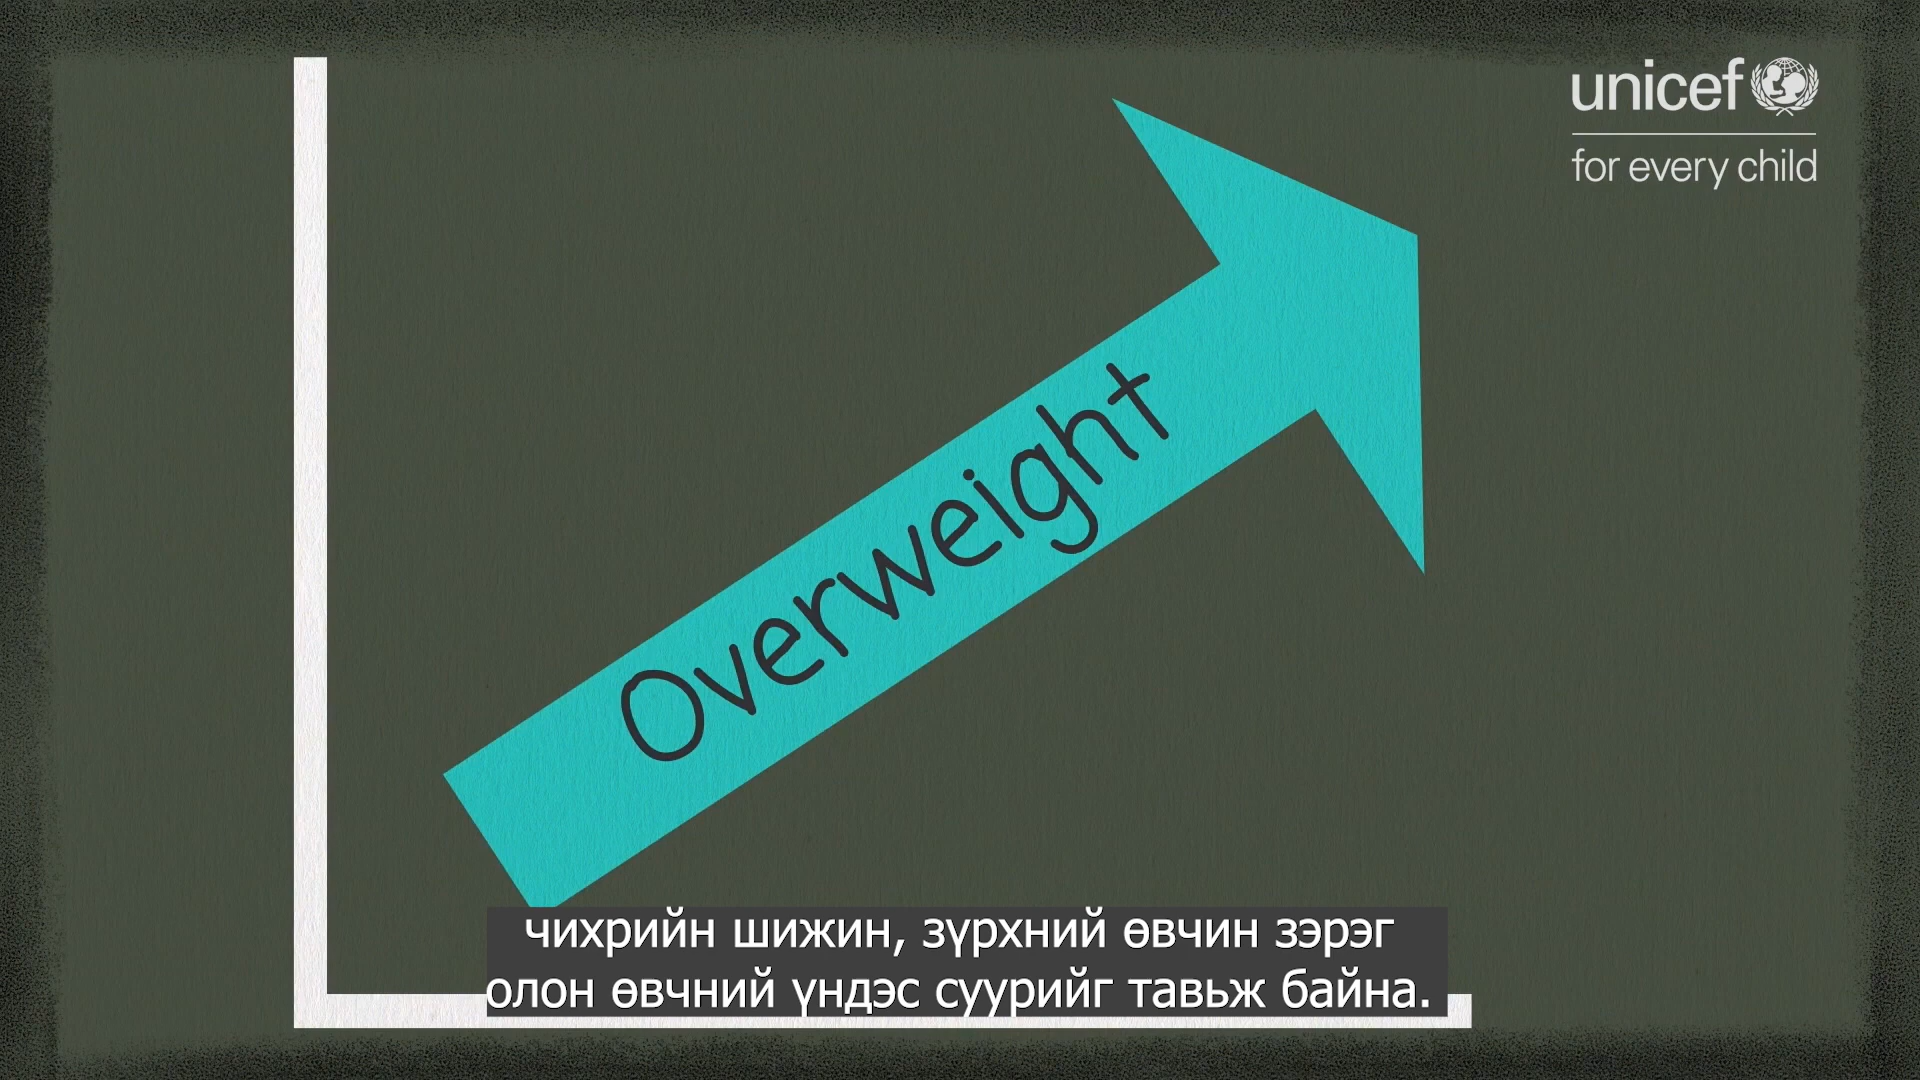 unicef
for every child
Overweight
чихрийн шижин, зүрхний өвчин зэрэг
олон өвчний үндэс суурийг тавьж байна.